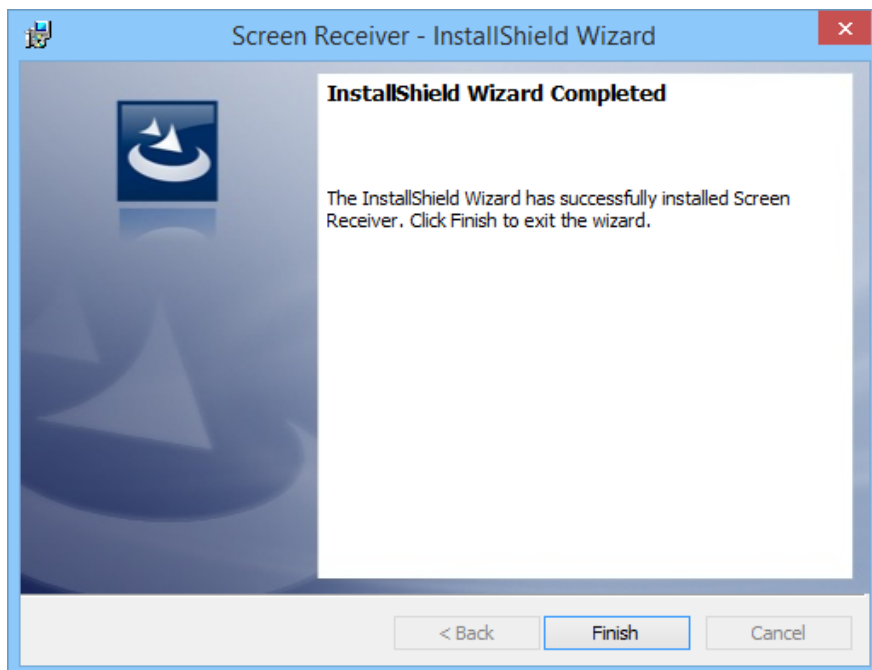 Screen Receiver - InstallShield Wizard
InstallShield Wizard Completed
The InstallShield Wizard has successfully installed Screen
Receiver. Click Finish to exit the wizard.
< Back
Finish
Cancel